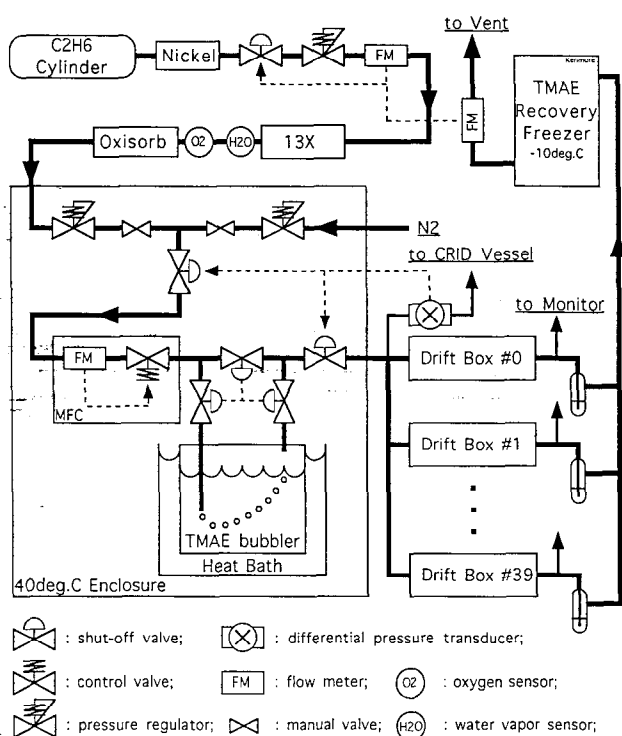 C2H6
Cylinder
Nickel
FM
to Vent
Kenmore
TMAE
Recovery
Freezer
-10deg.C
FM
Oxisorb
O2
H2O
13X
N2
to CRID Vessel
to Monitor
FM
MFC
Drift Box #0
Drift Box #1
TMAE bubbler
Heat Bath
Drift Box #39
40deg.C Enclosure
: shut-off valve;
: differential pressure transducer;
: control valve;
FM : flow meter;
O2 : oxygen sensor;
: pressure regulator;
: manual valve;
H2O : water vapor sensor;